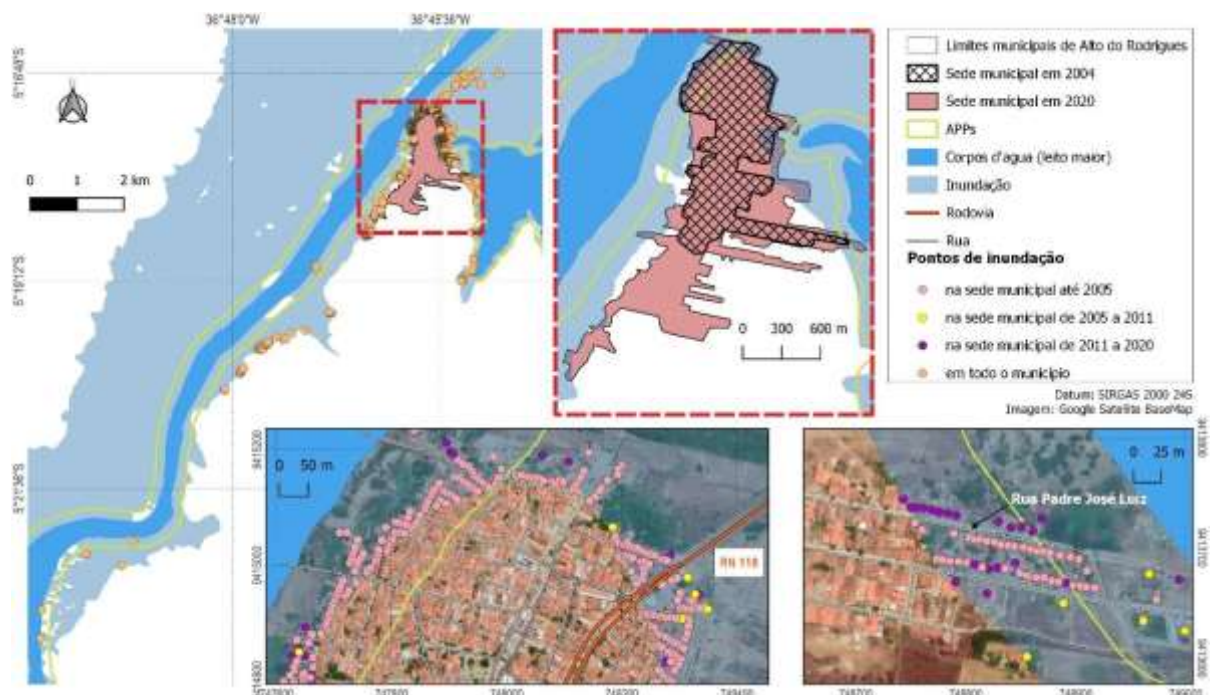 36°48'0"W
36°45'36"W
5°16'48"S
5°19'12"S
5°21'36"S
0 1 2 km
0 300 600 m
Limites municipais de Alto do Rodrigues
Sede municipal em 2004
Sede municipal em 2020
APPs
Corpos d'agua (leito maior)
Inundação
Rodovia
Rua
Pontos de inundação
na sede municipal até 2005
na sede municipal de 2005 a 2011
na sede municipal de 2011 a 2020
em todo o município
Datum: SIRGAS 2000 24S
Imagem: Google Satellite BaseMap
0 50 m
RN 118
9415200
9415000
0 25 m
Rua Padre José Luiz